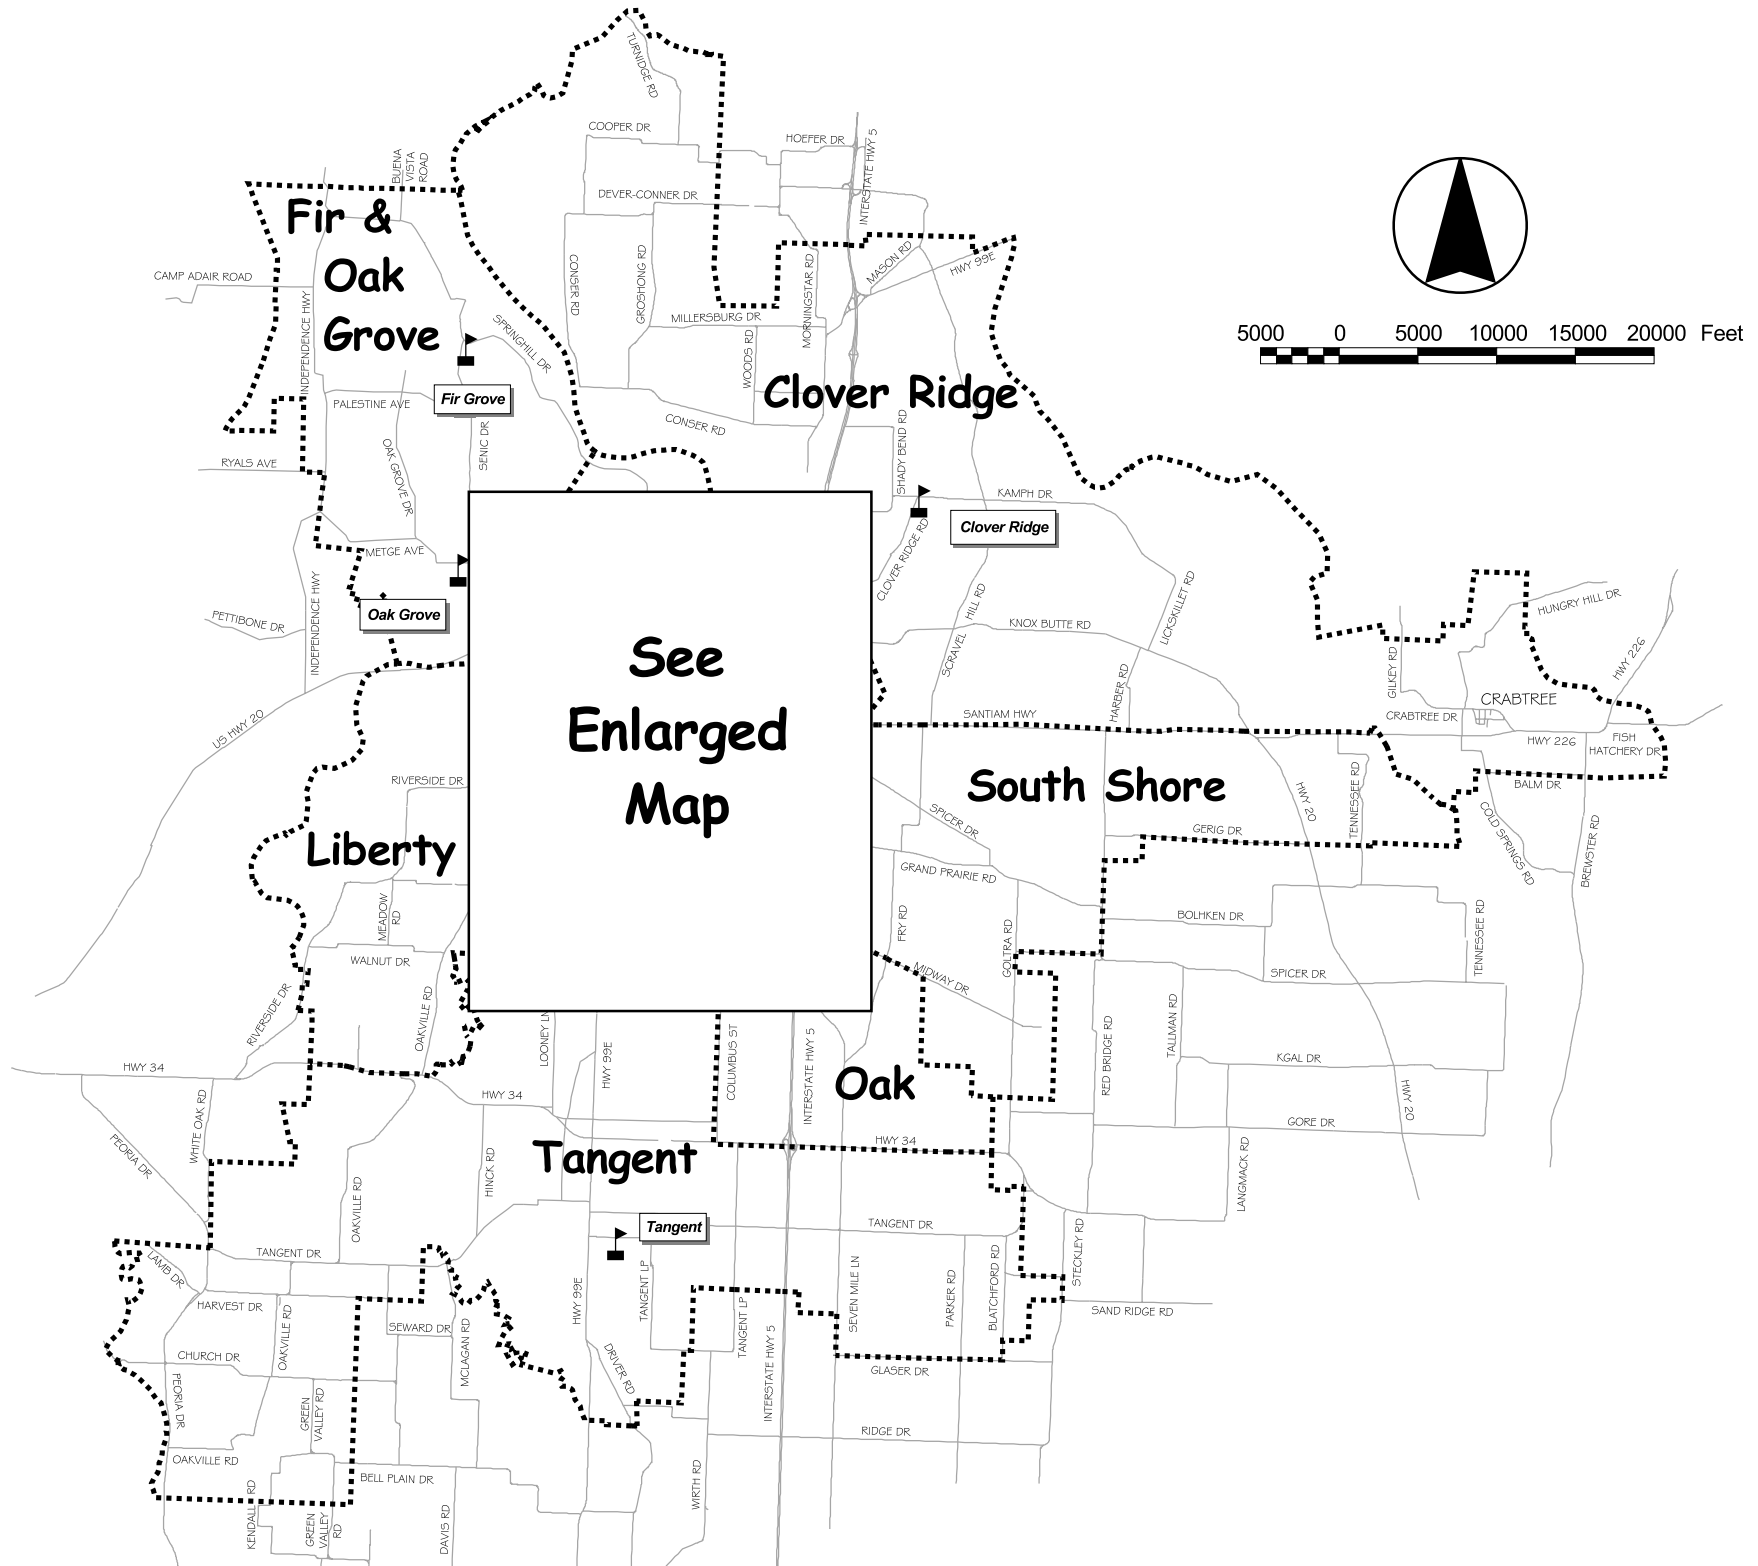 TURNIDGE RD
COOPER DR
HOEFER DR
INTERSTATE HWY 5
BUENA
VISTA
ROAD
DEVER-CONNER DR
Fir &
Oak
Grove
CAMP ADAIR ROAD
INDEPENDENCE HWY
CONSER RD
GROSHONG RD
MORNINGSTAR RD
MASON RD
HWY 99E
SPRINGHILL DR
MILLERSBURG DR
WOODS RD
5000 0 5000 10000 15000 20000 Feet
Clover Ridge
Fir Grove
PALESTINE AVE
SENIC DR
CONSER RD
SHADY BEND RD
RYALS AVE
OAK GROVE DR
KAMPH DR
Clover Ridge
CLOVER RIDGE RD
METGE AVE
INDEPENDENCE HWY
PETTIBONE DR
Oak Grove
SCRAVEL HILL RD
KNOX BUTTE RD
LICKSKILLET RD
HUNGRY HILL DR
HWY 226
GILKEY RD
HARBER RD
CRABTREE
CRABTREE DR
SANTIAM HWY
HWY 226
FISH
HATCHERY DR
BALM DR
See
Enlarged
Map
US HWY 20
RIVERSIDE DR
Liberty
South Shore
SPICER DR
HWY 20
TENNESSEE RD
GERIG DR
COLD SPRINGS RD
BREWSTER RD
GRAND PRAIRIE RD
MEADOW
RD
WALNUT DR
FRY RD
GOLTRA RD
BOLHKEN DR
TENNESSEE RD
MIDWAY DR
SPICER DR
RIVERSIDE DR
OAKVILLE RD
LOONEY LN
HWY 99E
COLUMBUS ST
INTERSTATE HWY 5
Oak
RED BRIDGE RD
TALLMAN RD
KGAL DR
HWY 20
HWY 34
WHITE OAK RD
HWY 34
GORE DR
HWY 34
PEORIA DR
Tangent
HINCK RD
LANGMACK RD
OAKVILLE RD
Tangent
TANGENT DR
STECKLEY RD
LAMB DR
TANGENT DR
HARVEST DR
OAKVILLE RD
SEWARD DR
MCLAGAN RD
HWY 99E
TANGENT LP
TANGENT LP
INTERSTATE HWY 5
SEVEN MILE LN
PARKER RD
BLATCHFORD RD
SAND RIDGE RD
CHURCH DR
PEORIA DR
GREEN
VALLEY RD
DRIVER RD
GLASER DR
RIDGE DR
OAKVILLE RD
BELL PLAIN DR
KENDALL RD
GREEN
VALLEY
RD
DAVIS RD
WIRTH RD